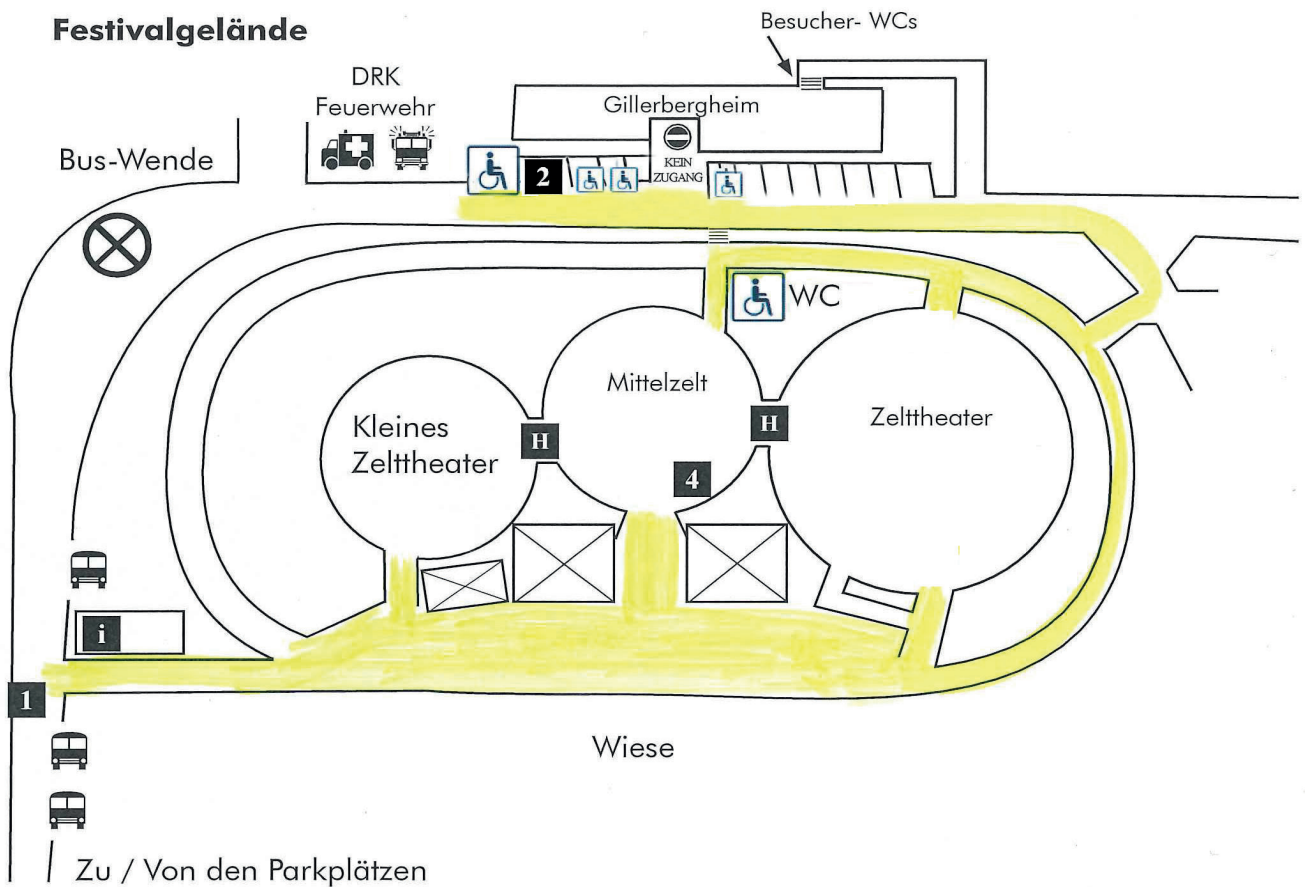 Festivalgelände
Besucher- WCs
DRK
Feuerwehr
Gillerbergheim
Bus-Wende
KEIN
ZUGANG
2
WC
Mittelzelt
Zelttheater
Kleines
Zelttheater
H
H
4
i
1
Wiese
Zu / Von den Parkplätzen